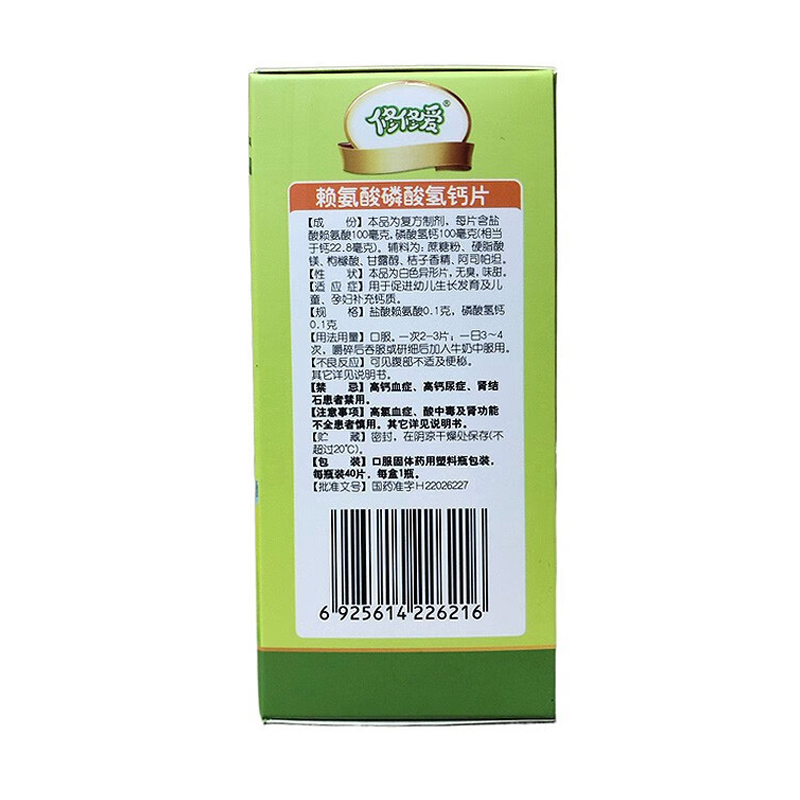 修修爱®
赖氨酸磷酸氢钙片
【成 份】本品为复方制剂，每片含盐
酸赖氨酸100毫克，磷酸氢钙100毫克(相当
于钙22.8毫克)。辅料为：蔗糖粉、硬脂酸
镁、枸橼酸、甘露醇、桔子香精、阿司帕坦。
【性 状】本品为白色异形片，无臭，味甜。
【适 应 症】用于促进幼儿生长发育及儿
童、孕妇补充钙质。
【规 格】盐酸赖氨酸0.1克，磷酸氢钙
0.1克
【用法用量】口服。一次2-3片，一日3~4
次，嚼碎后吞服或研细后加入牛奶中服用。
【不良反应】可见腹部不适及便秘。
其它详见说明书。
【禁 忌】高钙血症、高钙尿症、肾结
石患者禁用。
【注意事项】高氯血症、酸中毒及肾功能
不全患者慎用。其它详见说明书。
【贮 藏】密封，在阴凉干燥处保存(不
超过20℃)。
【包 装】口服固体药用塑料瓶包装。
每瓶装40片，每盒1瓶。
【批准文号】国药准字H22026227
6 925614 226216